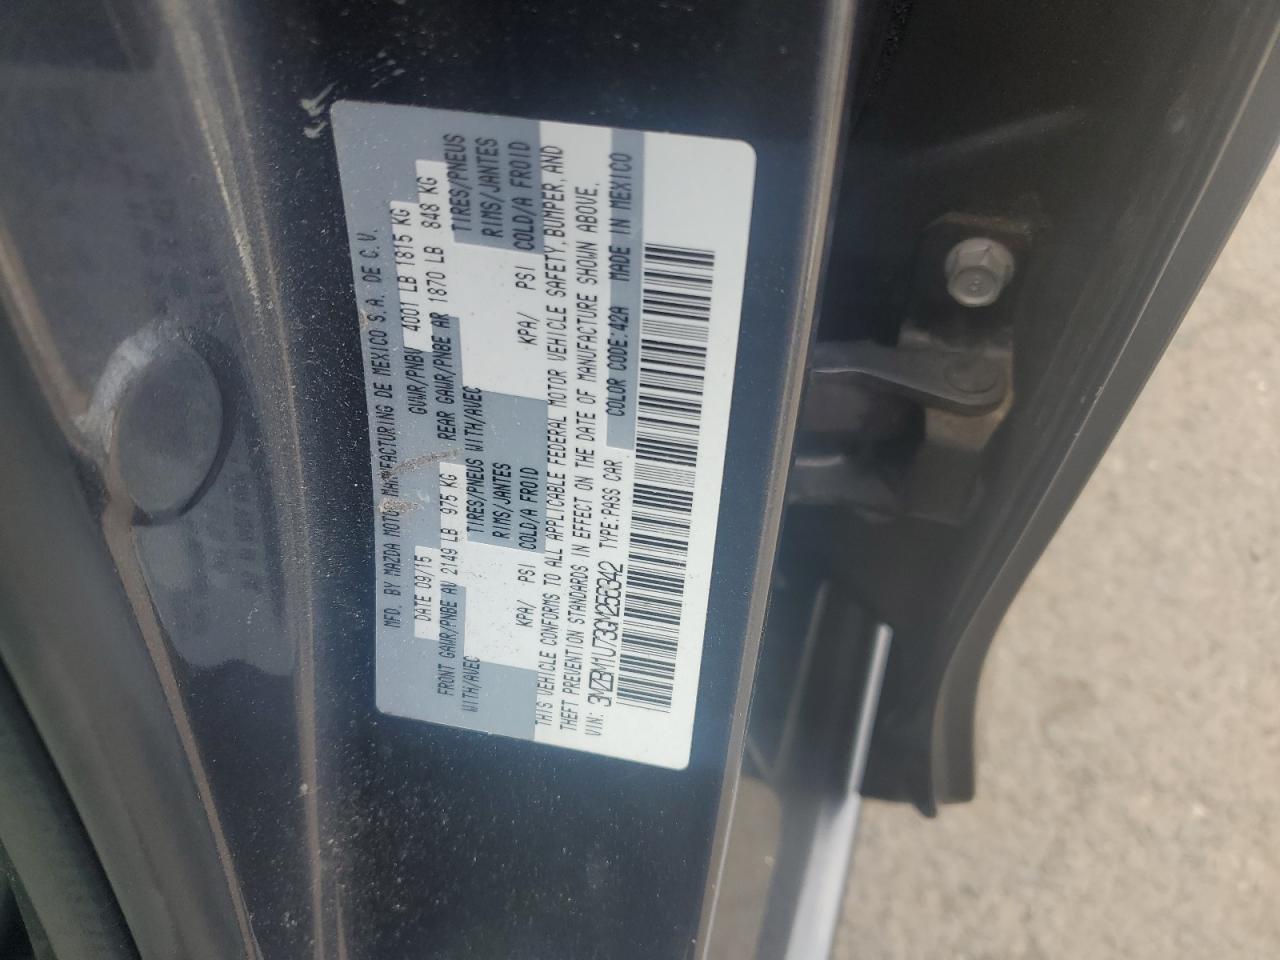 MFD. BY MAZDA MOTOR MANUFACTURING DE MEXICO S.A. DE C.V.
DATE 09/15 GVWR/PNBV 4001 LB 1815 KG
FRONT GAWR/PNBE AV 2149 LB 975 KG REAR GAWR/PNBE AR 1870 LB 848 KG
WITH/AVEC TIRES/PNEUS WITH/AVEC TIRES/PNEUS
RIMS/JANTES RIMS/JANTES
KPA/ PSI COLD/A FROID KPA/ PSI COLD/A FROID
THIS VEHICLE CONFORMS TO ALL APPLICABLE FEDERAL MOTOR VEHICLE SAFETY, BUMPER, AND
THEFT PREVENTION STANDARDS IN EFFECT ON THE DATE OF MANUFACTURE SHOWN ABOVE.
VIN: 3MZBM1U73GM256342 TYPE:PASS CAR COLOR CODE:42A MADE IN MEXICO